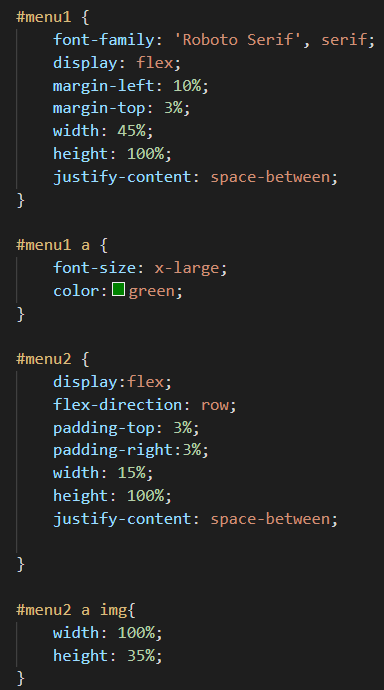 #menu1 {
    font-family: 'Roboto Serif', serif;
    display: flex;
    margin-left: 10%;
    margin-top: 3%;
    width: 45%;
    height: 100%;
    justify-content: space-between;
}

#menu1 a {
    font-size: x-large;
    color: green;
}

#menu2 {
    display:flex;
    flex-direction: row;
    padding-top: 3%;
    padding-right:3%;
    width: 15%;
    height: 100%;
    justify-content: space-between;

}

#menu2 a img{
    width: 100%;
    height: 35%;
}